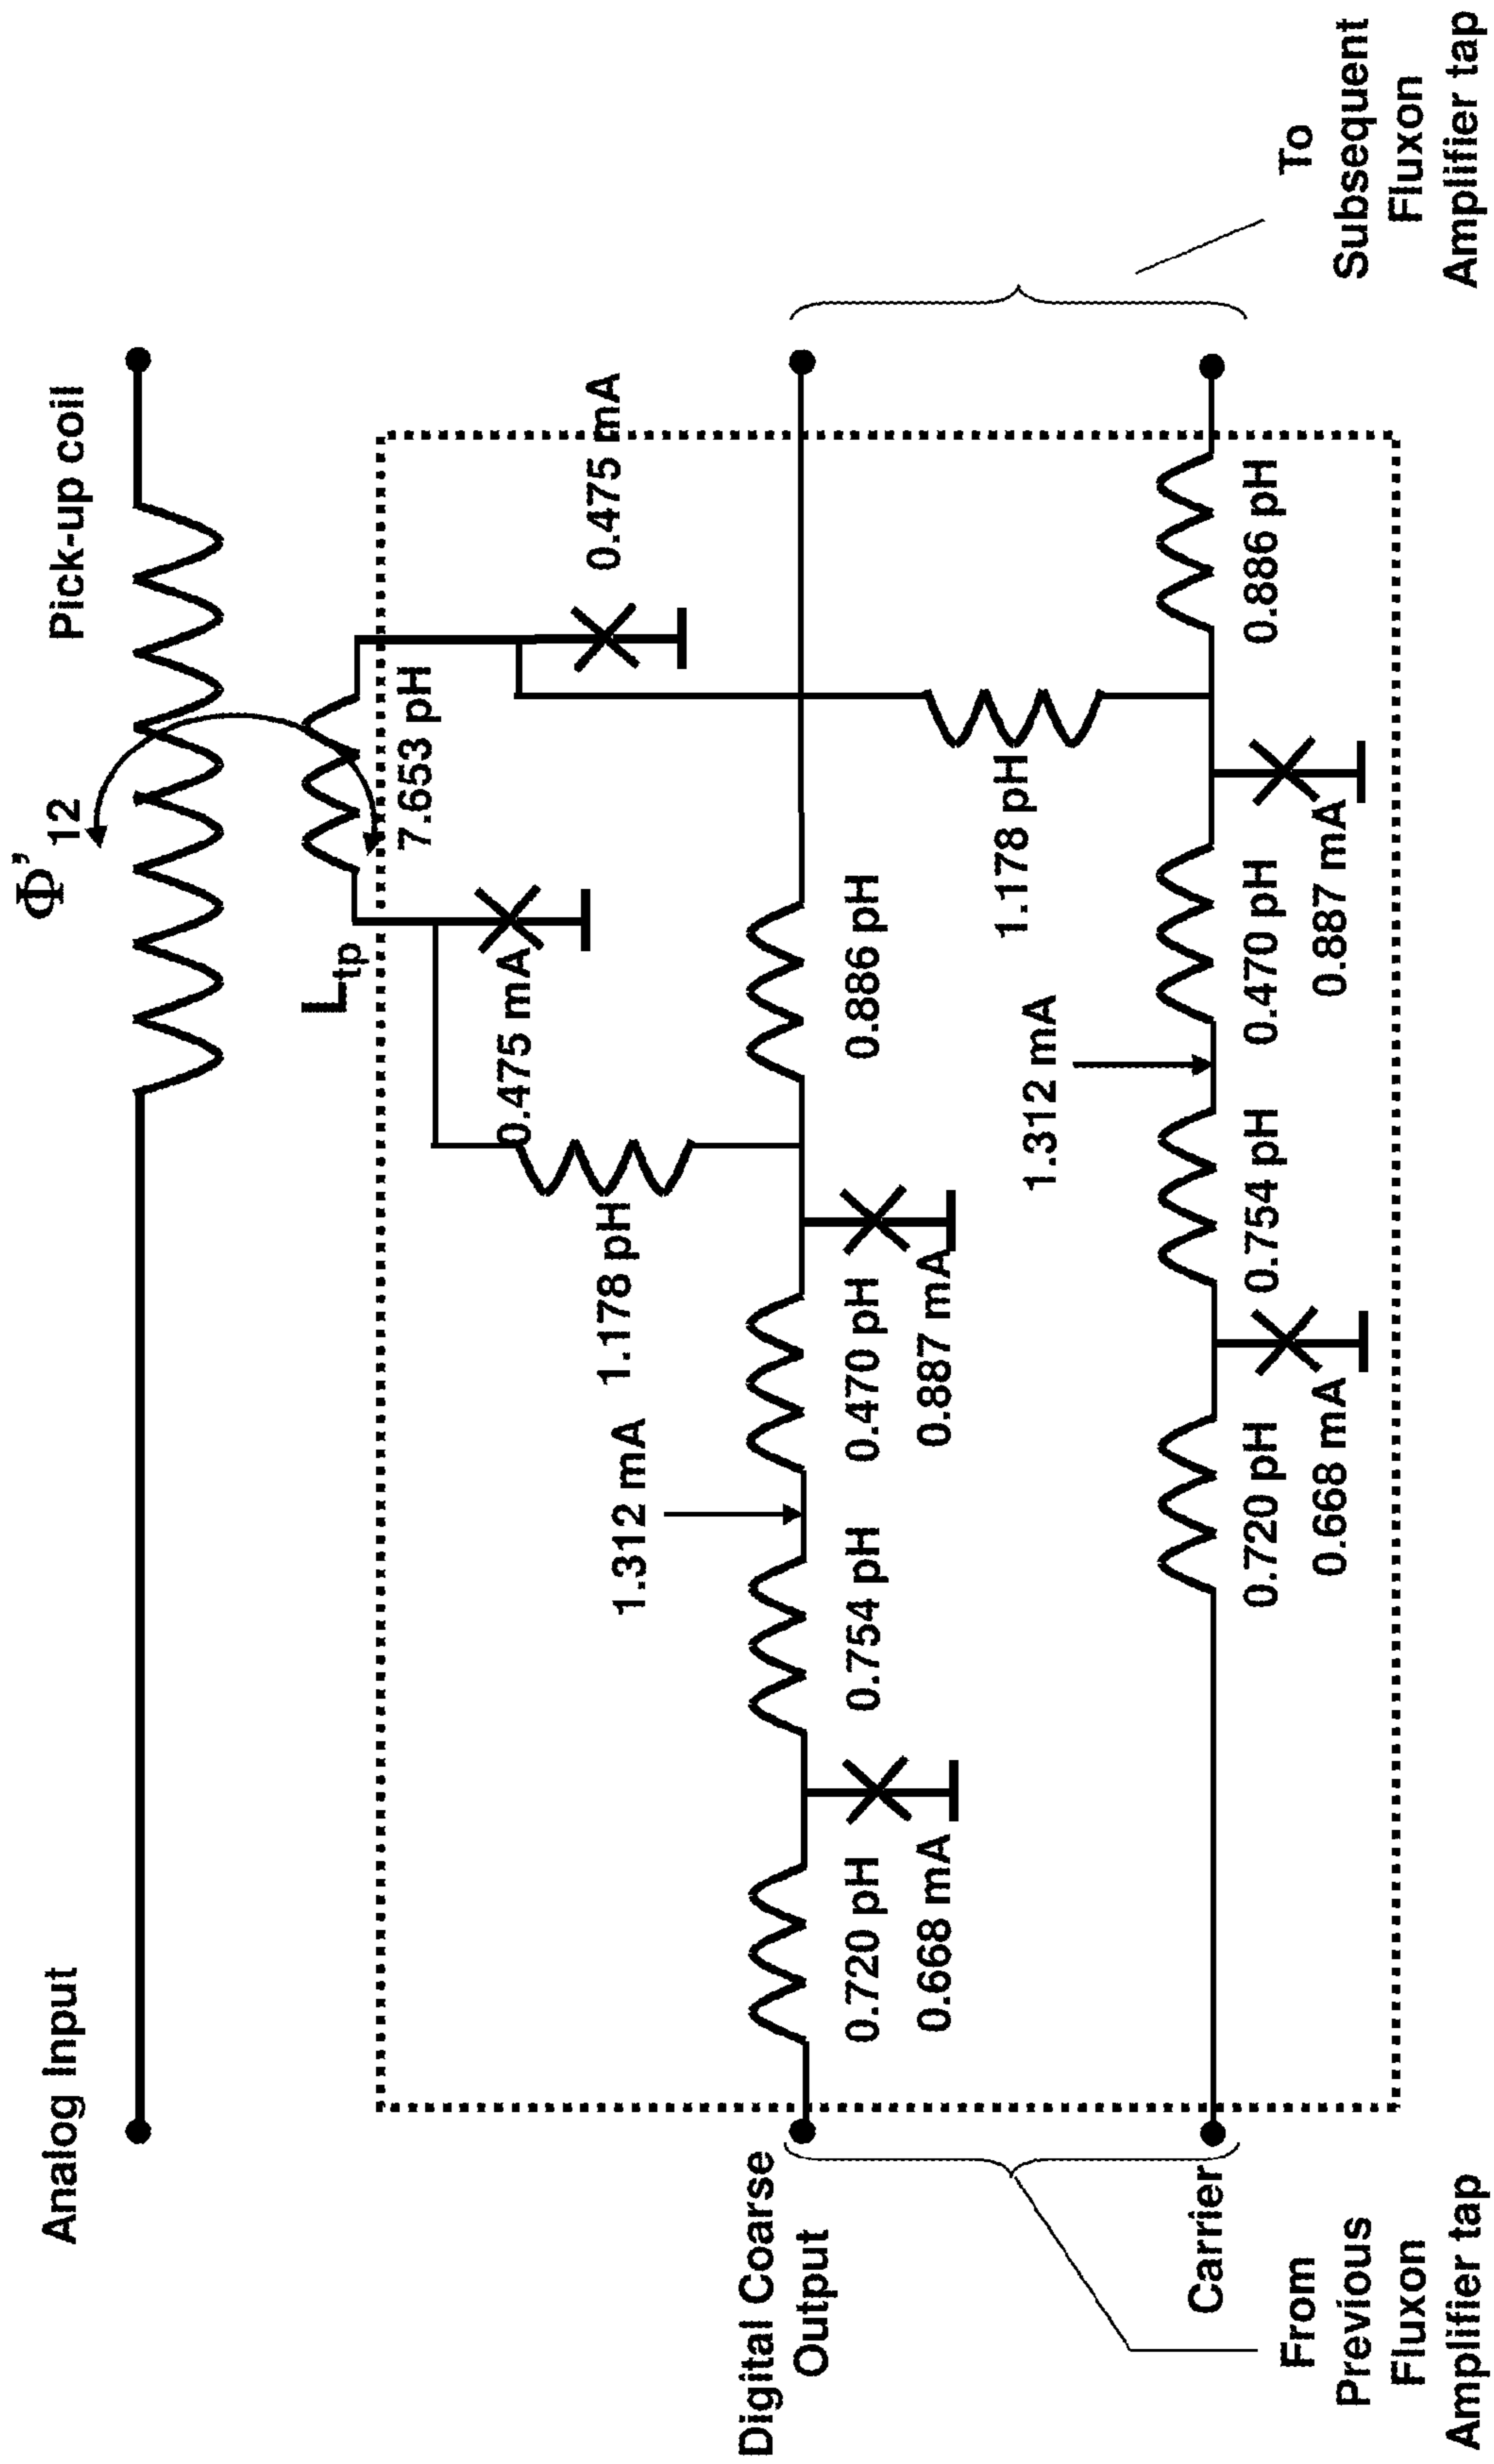 Analog Input
Pick-up coil
Φ'12
Ltp
7.653 pH
0.475 mA
0.475 mA
1.178 pH
1.312 mA
Digital Coarse
Output
0.720 pH
0.668 mA
0.754 pH
0.470 pH
0.887 mA
0.886 pH
1.178 pH
1.312 mA
Carrier
0.720 pH
0.668 mA
0.754 pH
0.470 pH
0.887 mA
0.886 pH
From
Previous
Fluxon
Amplifier tap
To
Subsequent
Fluxon
Amplifier tap